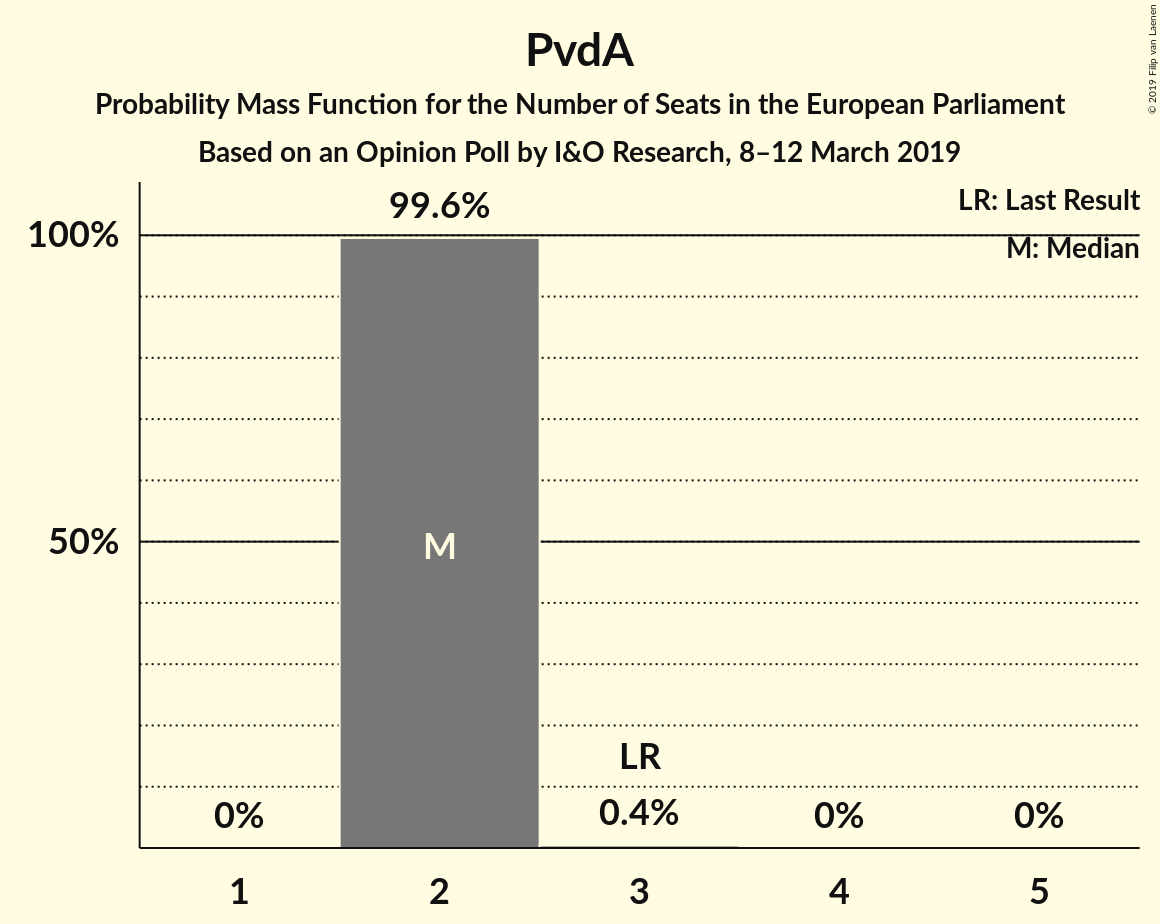 PvdA
Probability Mass Function for the Number of Seats in the European Parliament
Based on an Opinion Poll by I&O Research, 8–12 March 2019
© 2019 Filip van Laenen
LR: Last Result
M: Median
99.6%
100%
50%
M
LR
0% 0.4% 0% 0%
1 2 3 4 5